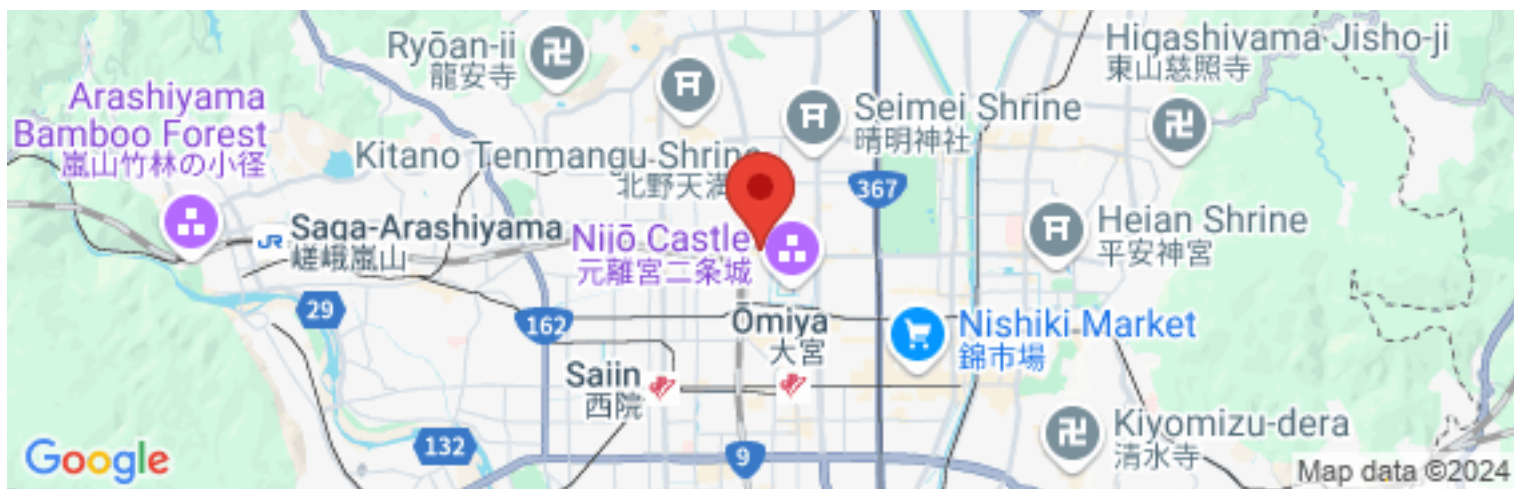 Ryōan-ji
龍安寺
Higashiyama Jisho-ji
東山慈照寺
Arashiyama
Bamboo Forest
嵐山竹林の小径
Seimei Shrine
晴明神社
Kitano Tenmangu Shrine
北野天満
367
Heian Shrine
平安神宮
JR
Saga-Arashiyama
嵯峨嵐山
Nijō Castle
元離宮二条城
29
162
Ōmiya
大宮
Nishiki Market
錦市場
Saiin
西院
Kiyomizu-dera
清水寺
132
9
Google
Map data ©2024